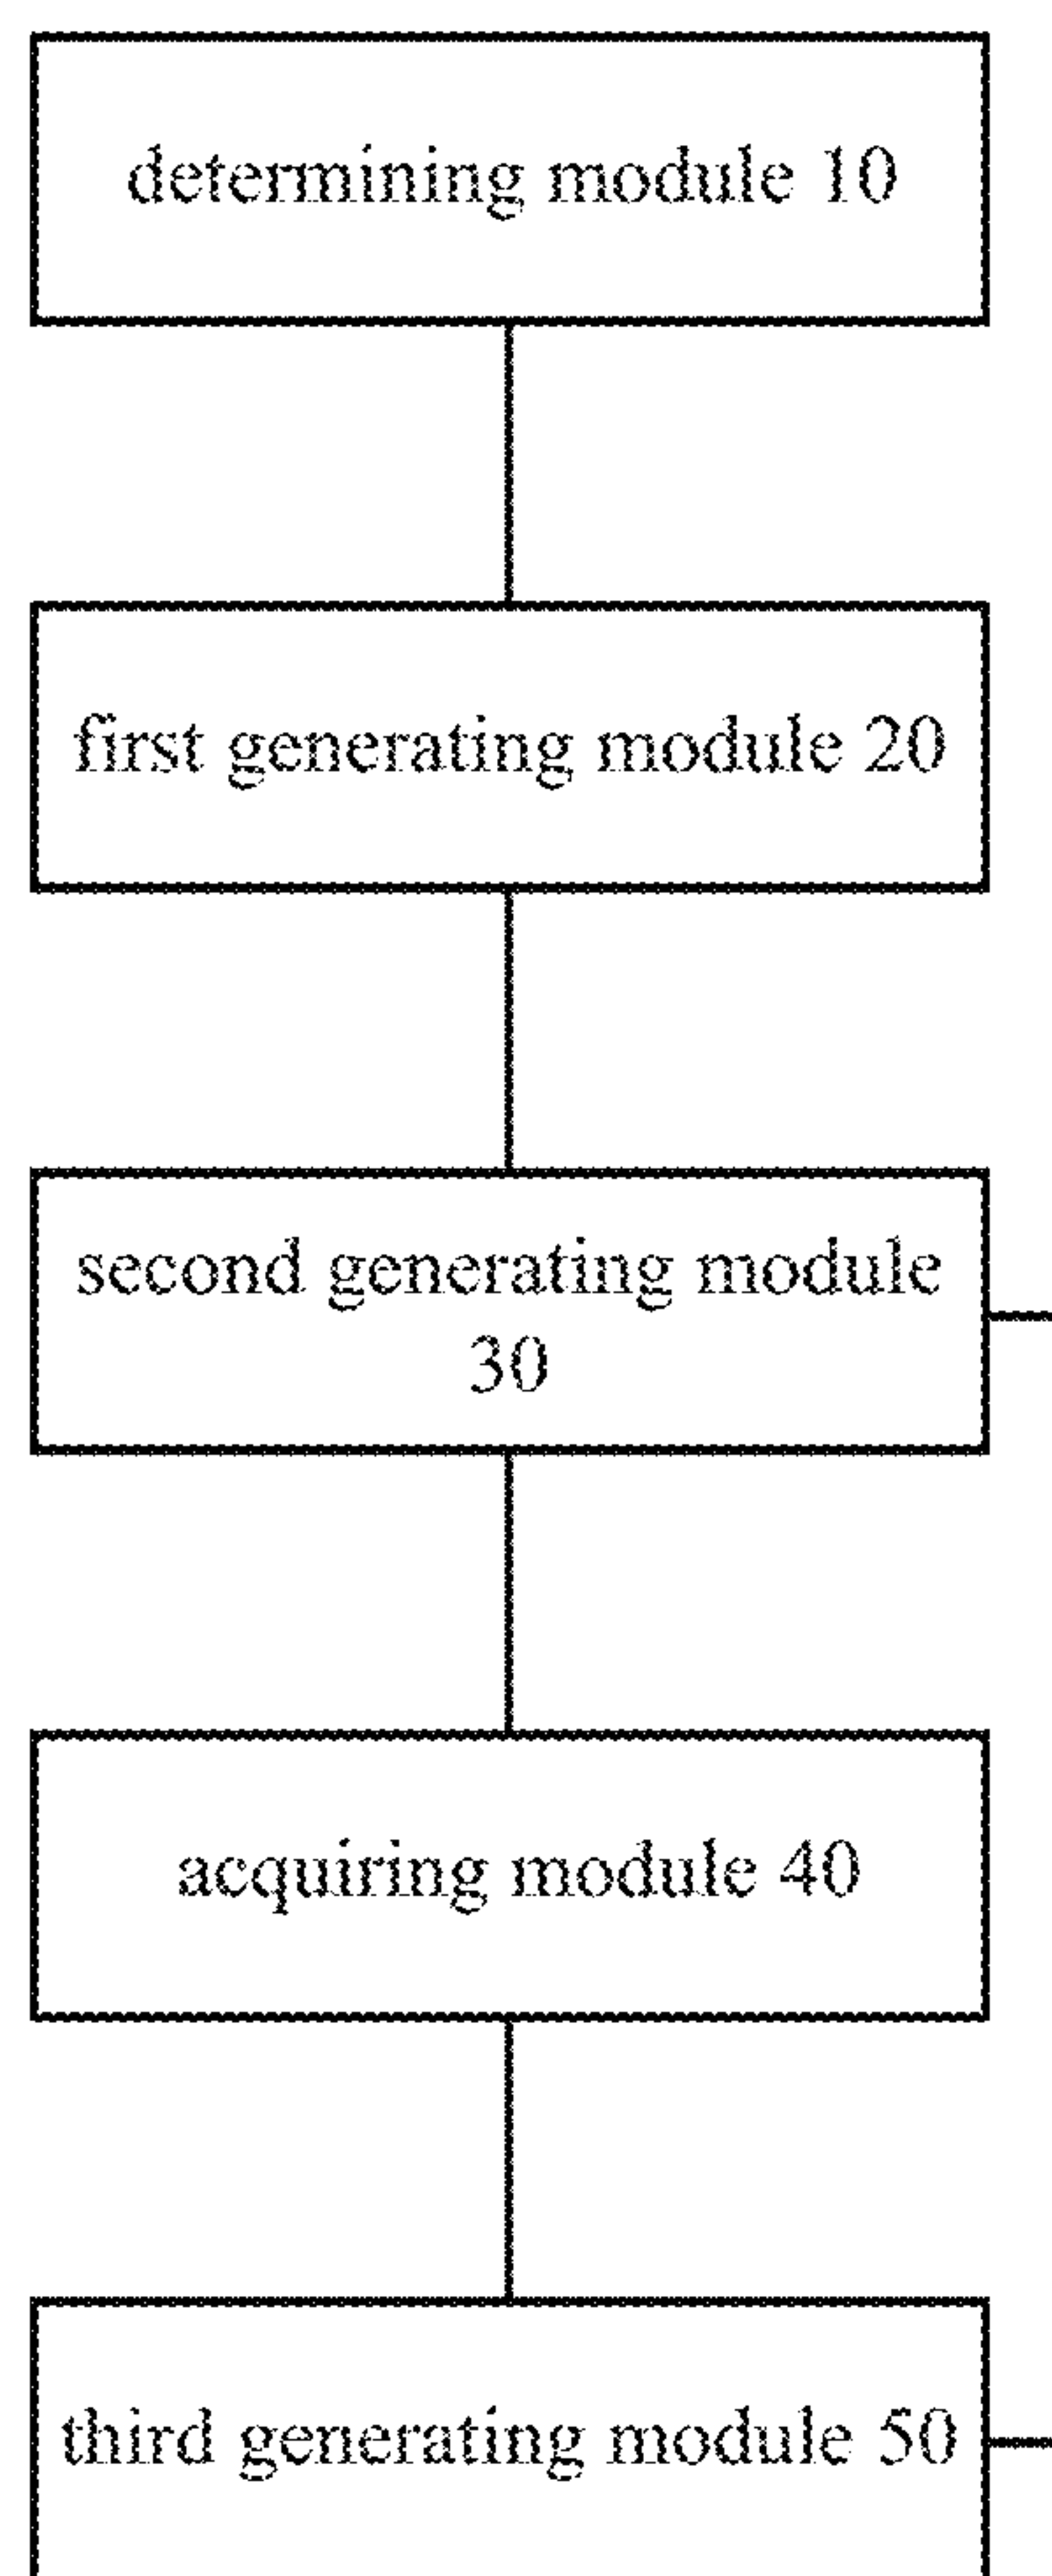 determining module 10
first generating module 20
second generating module
30
acquiring module 40
third generating module 50